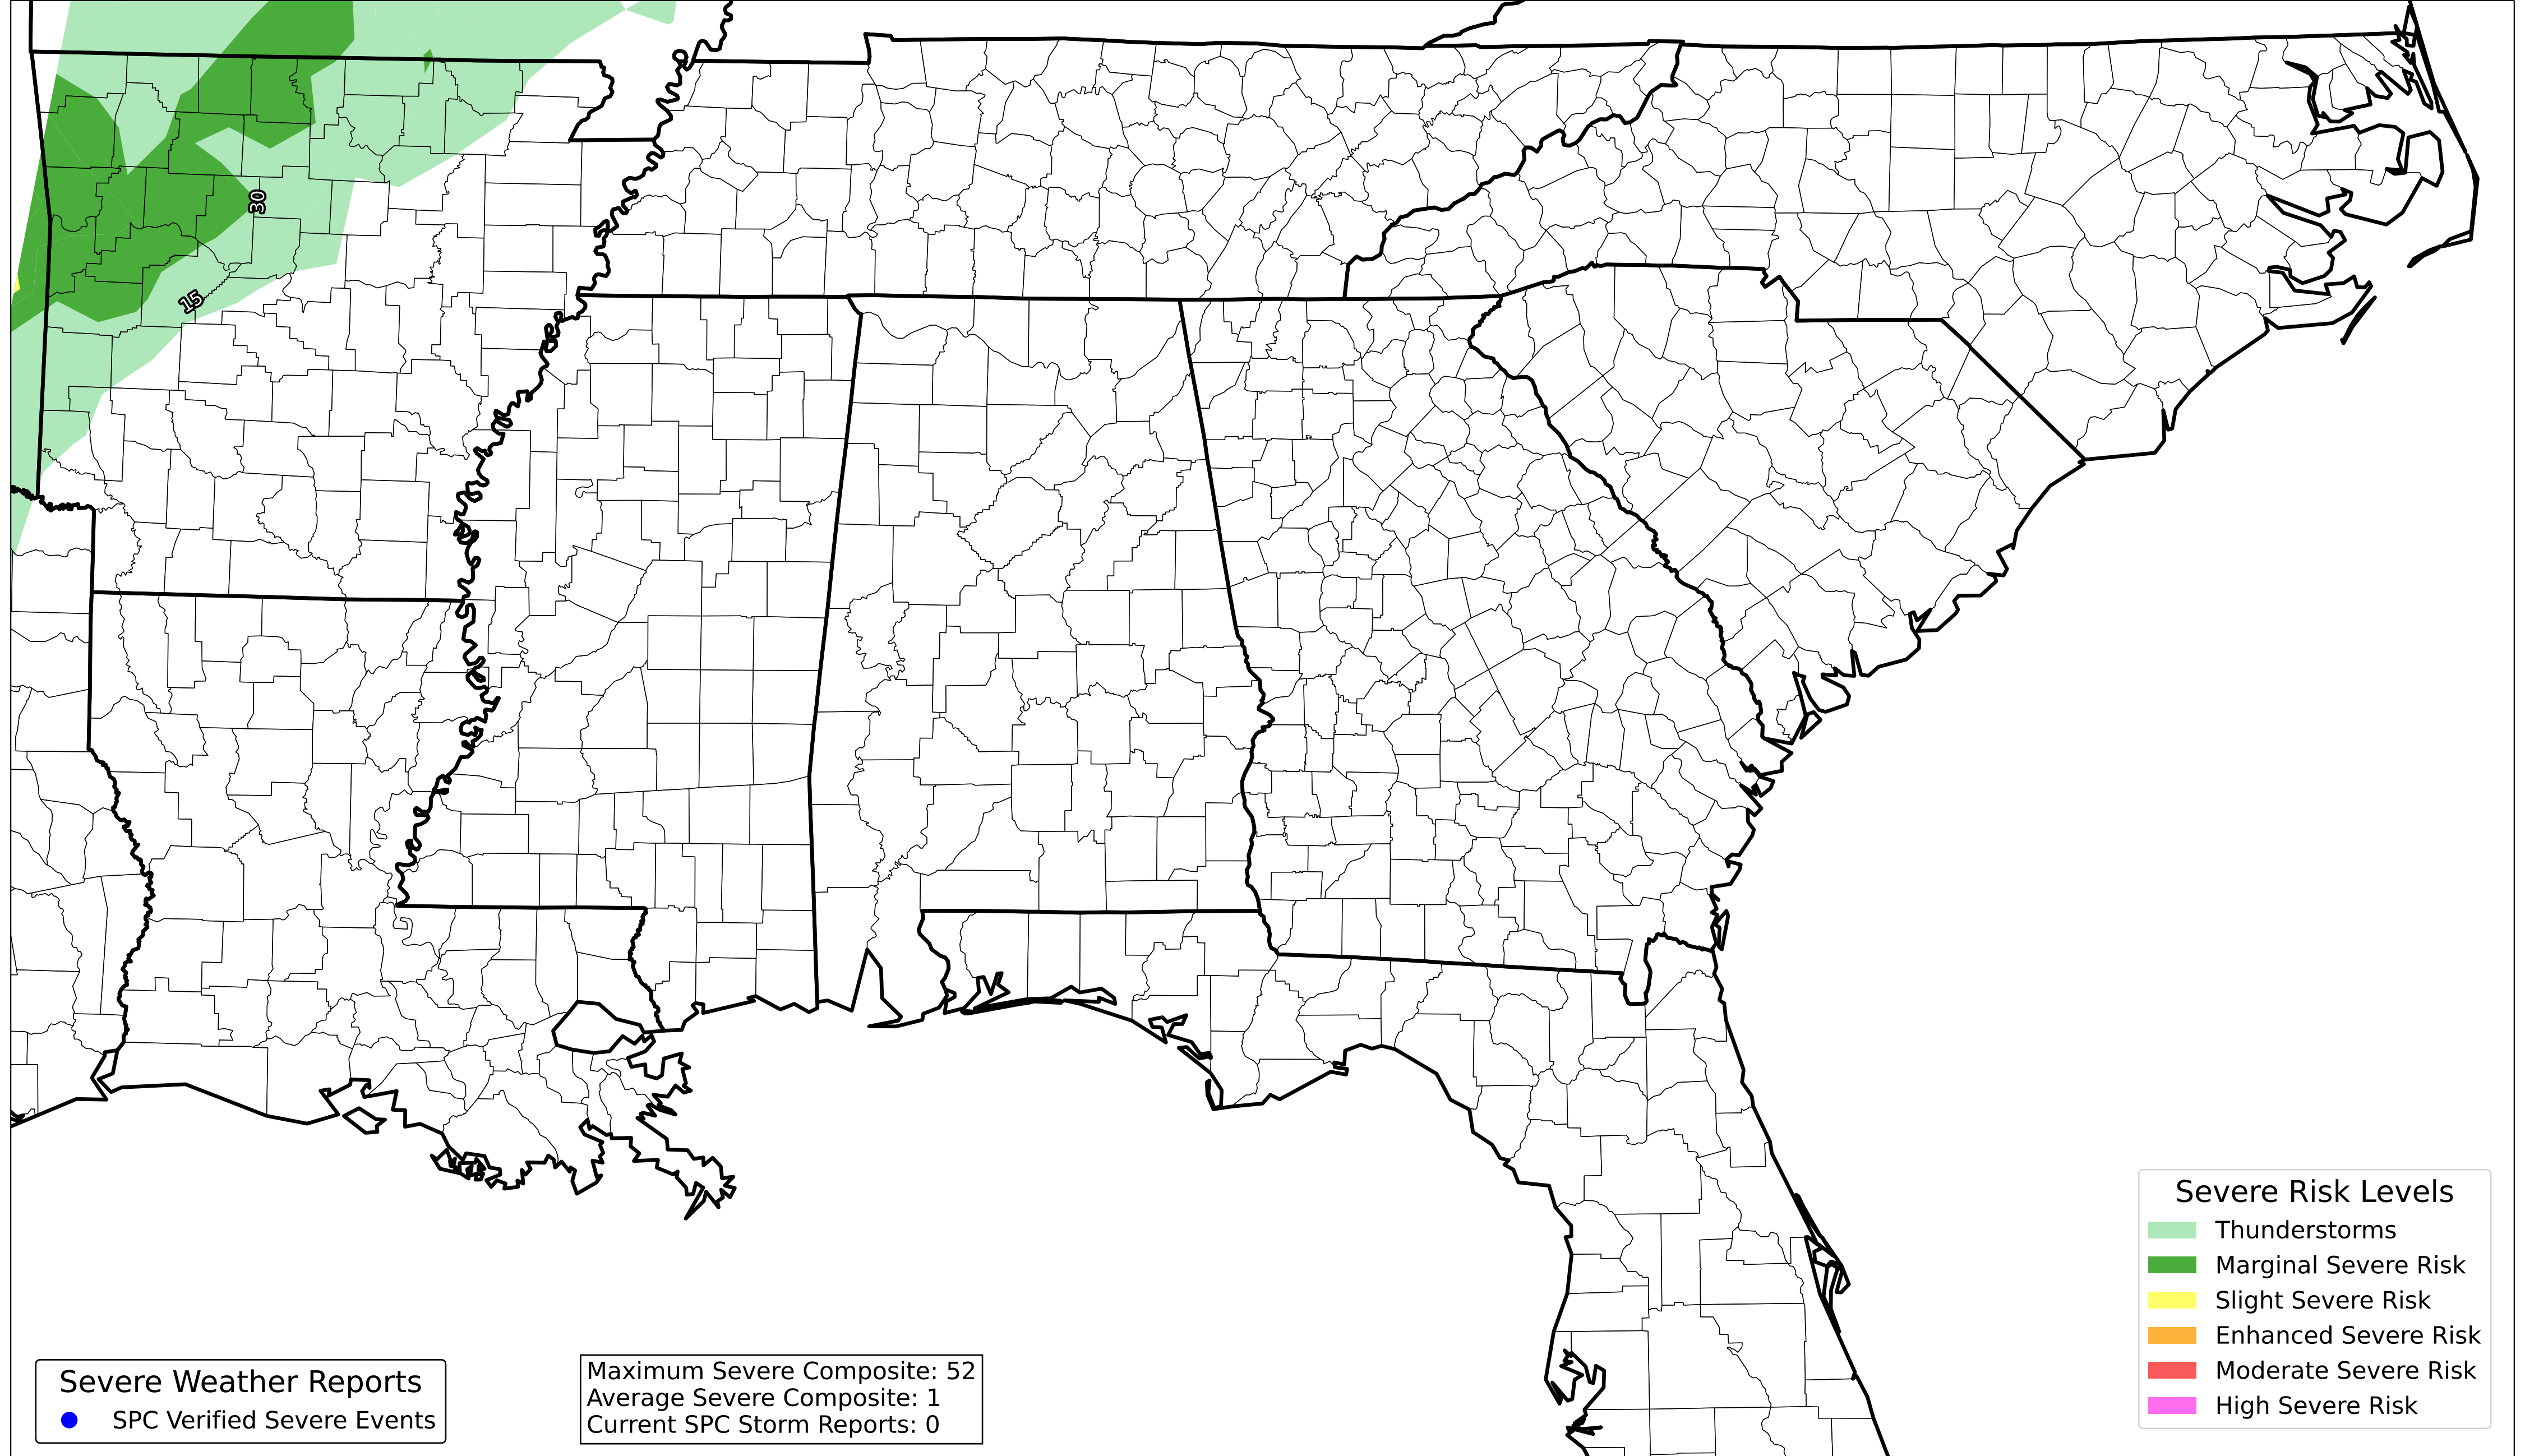 30
15
Severe Risk Levels
Thunderstorms
Marginal Severe Risk
Slight Severe Risk
Enhanced Severe Risk
Moderate Severe Risk
High Severe Risk
Severe Weather Reports
SPC Verified Severe Events
Maximum Severe Composite: 52
Average Severe Composite: 1
Current SPC Storm Reports: 0